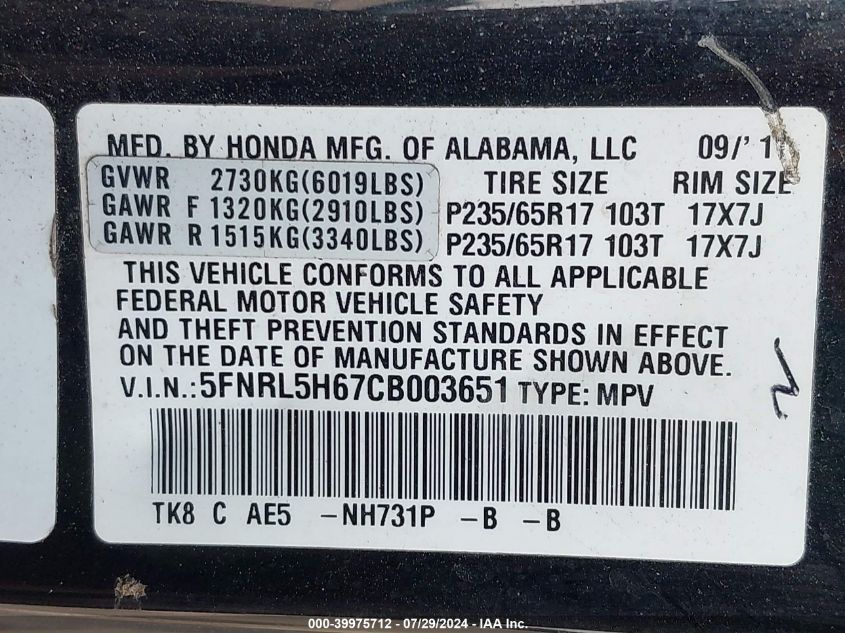 MFD. BY HONDA MFG. OF ALABAMA, LLC 09/' 1
GVWR 2730KG(6019LBS) TIRE SIZE RIM SIZE
GAWR F 1320KG(2910LBS) P235/65R17 103T 17X7J
GAWR R 1515KG(3340LBS) P235/65R17 103T 17X7J
THIS VEHICLE CONFORMS TO ALL APPLICABLE
FEDERAL MOTOR VEHICLE SAFETY
AND THEFT PREVENTION STANDARDS IN EFFECT
ON THE DATE OF MANUFACTURE SHOWN ABOVE.
V.I.N.: 5FNRL5H67CB003651 TYPE: MPV
TK8 C AE5 -NH731P -B -B
000-39975712 - 07/29/2024 - IAA Inc.